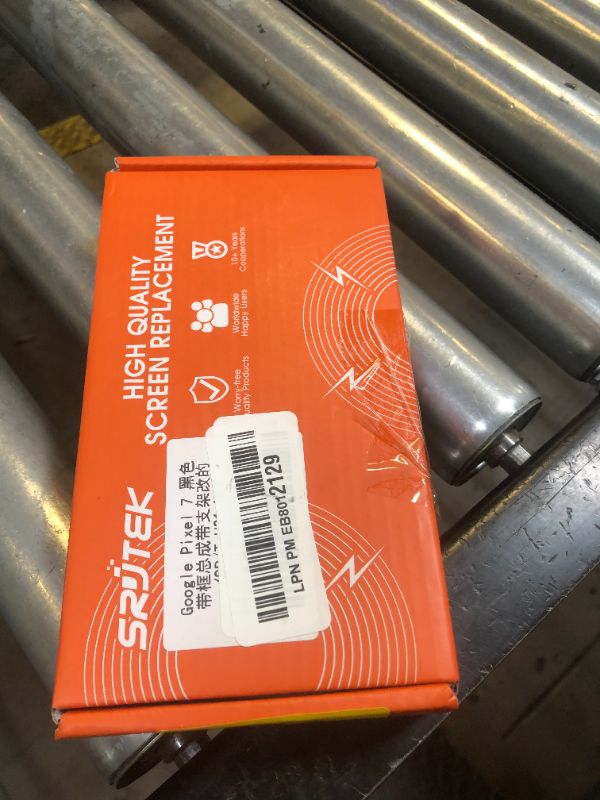 HIGH QUALITY
SCREEN REPLACEMENT
10+ Years
Cooperations
Worldwide
Happy Users
Worry-free
uality Products
SRJTEK
Google Pixel 7 黑色
带框总成带支架改的
LPN PM EB8012129